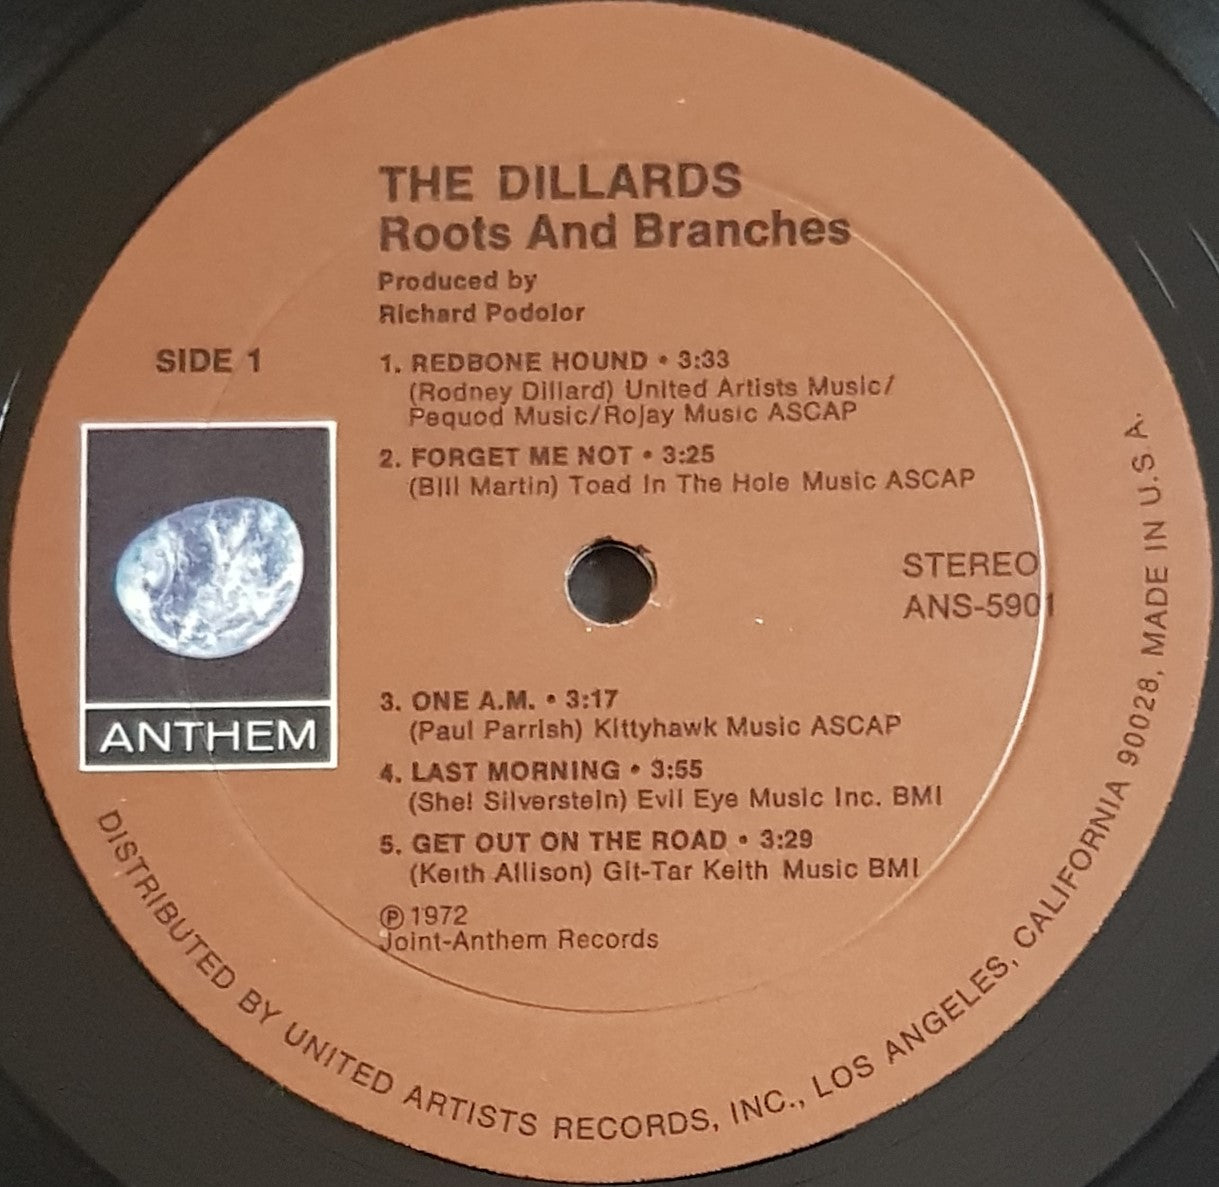 THE DILLARDS
Roots And Branches
Produced by
Richard Podolor
SIDE 1
1. REDBONE HOUND • 3:33
(Rodney Dillard) United Artists Music/
Pequod Music/Rojay Music ASCAP
2. FORGET ME NOT • 3:25
(Bill Martin) Toad In The Hole Music ASCAP
STEREO
ANS-5901
ANTHEM
3. ONE A.M. • 3:17
(Paul Parrish) Kittyhawk Music ASCAP
4. LAST MORNING • 3:55
(Shel Silverstein) Evil Eye Music Inc. BMI
5. GET OUT ON THE ROAD • 3:29
(Keith Allison) Git-Tar Keith Music BMI
℗ 1972
Joint-Anthem Records
DISTRIBUTED BY UNITED ARTISTS RECORDS, INC., LOS ANGELES, CALIFORNIA 90028, MADE IN U.S.A.